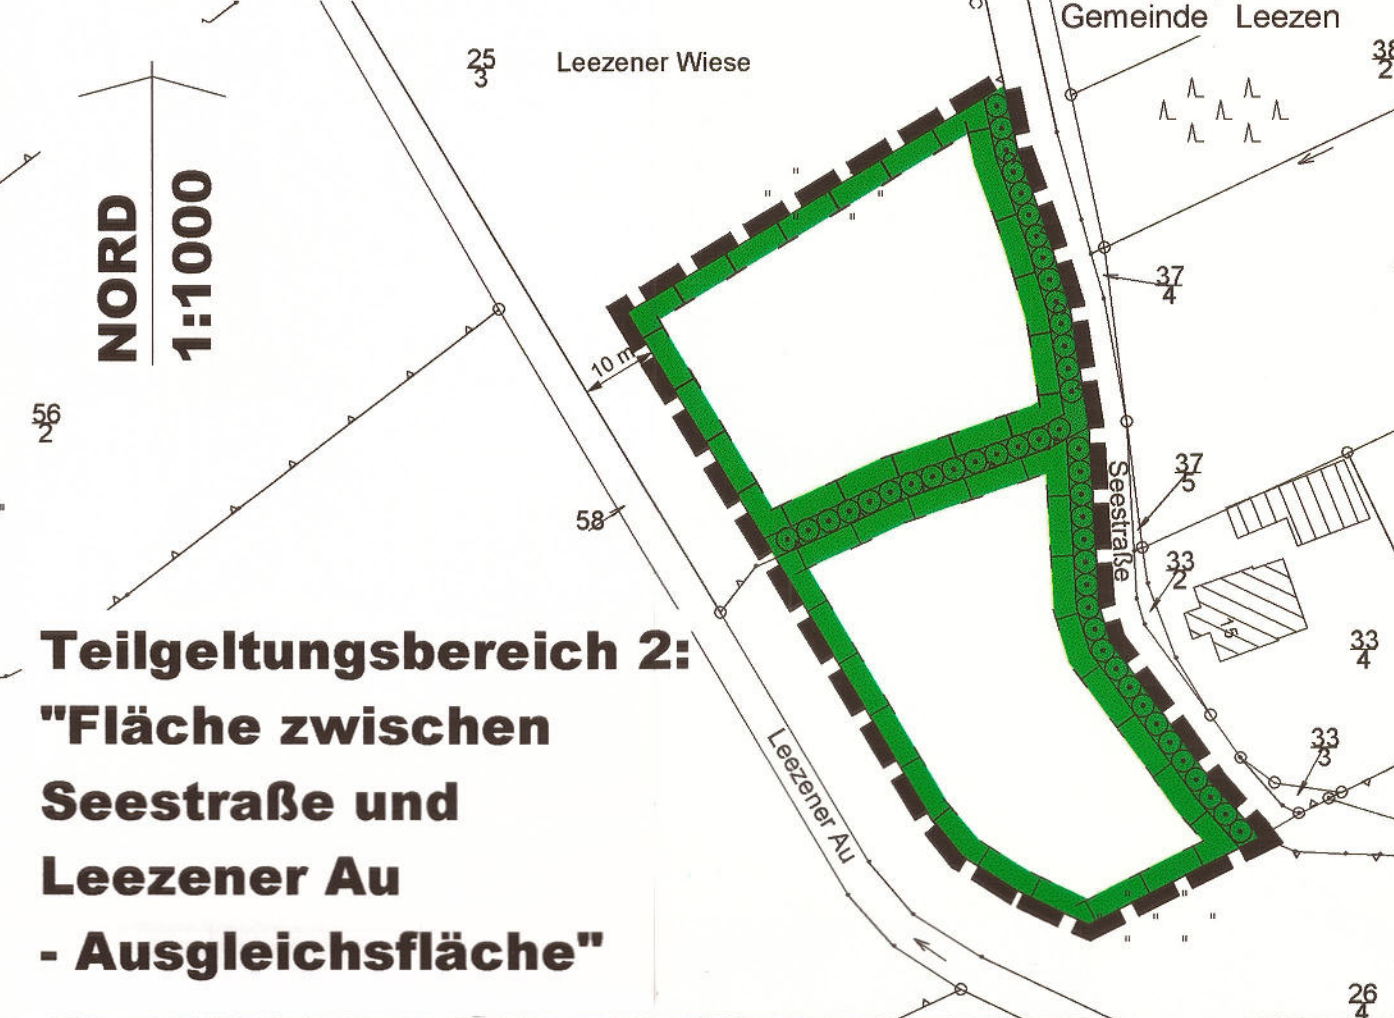 Gemeinde Leezen
25
3
Leezener Wiese
38
2
NORD
1:1000
37
4
10 m
56
2
Seestraße
37
5
58
33
2
15
33
4
Teilgeltungsbereich 2:
"Fläche zwischen
Seestraße und
Leezener Au
- Ausgleichsfläche"
Leezener Au
33
3
26
4